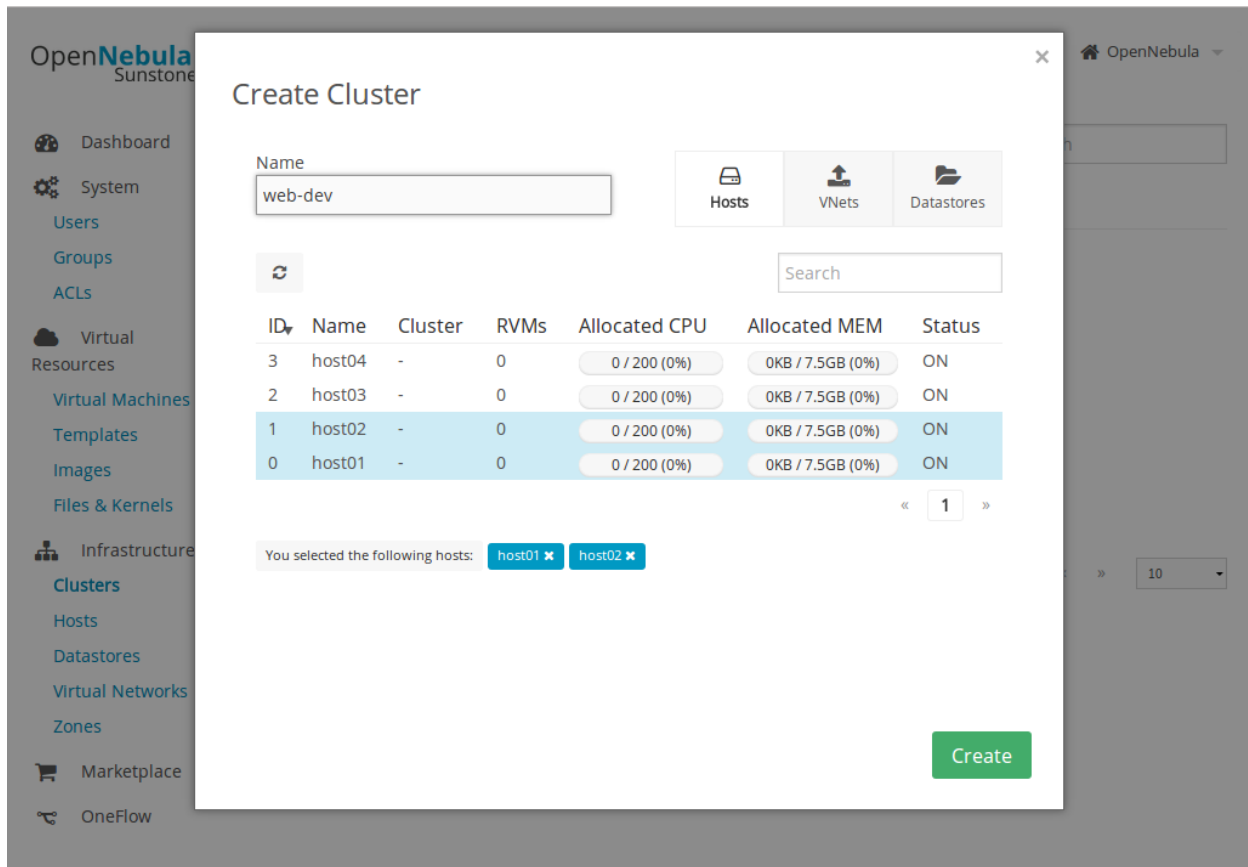 OpenNebula
Sunstone
OpenNebula
Dashboard
System
Users
Groups
ACLs
Virtual
Resources
Virtual Machines
Templates
Images
Files & Kernels
Infrastructure
Clusters
Hosts
Datastores
Virtual Networks
Zones
Marketplace
OneFlow
×
Create Cluster
Name
web-dev
Hosts VNets Datastores
Search
ID Name Cluster RVMs Allocated CPU Allocated MEM Status
3 host04 - 0 0 / 200 (0%) 0KB / 7.5GB (0%) ON
2 host03 - 0 0 / 200 (0%) 0KB / 7.5GB (0%) ON
1 host02 - 0 0 / 200 (0%) 0KB / 7.5GB (0%) ON
0 host01 - 0 0 / 200 (0%) 0KB / 7.5GB (0%) ON
« 1 »
You selected the following hosts: host01 × host02 ×
» 10
Create